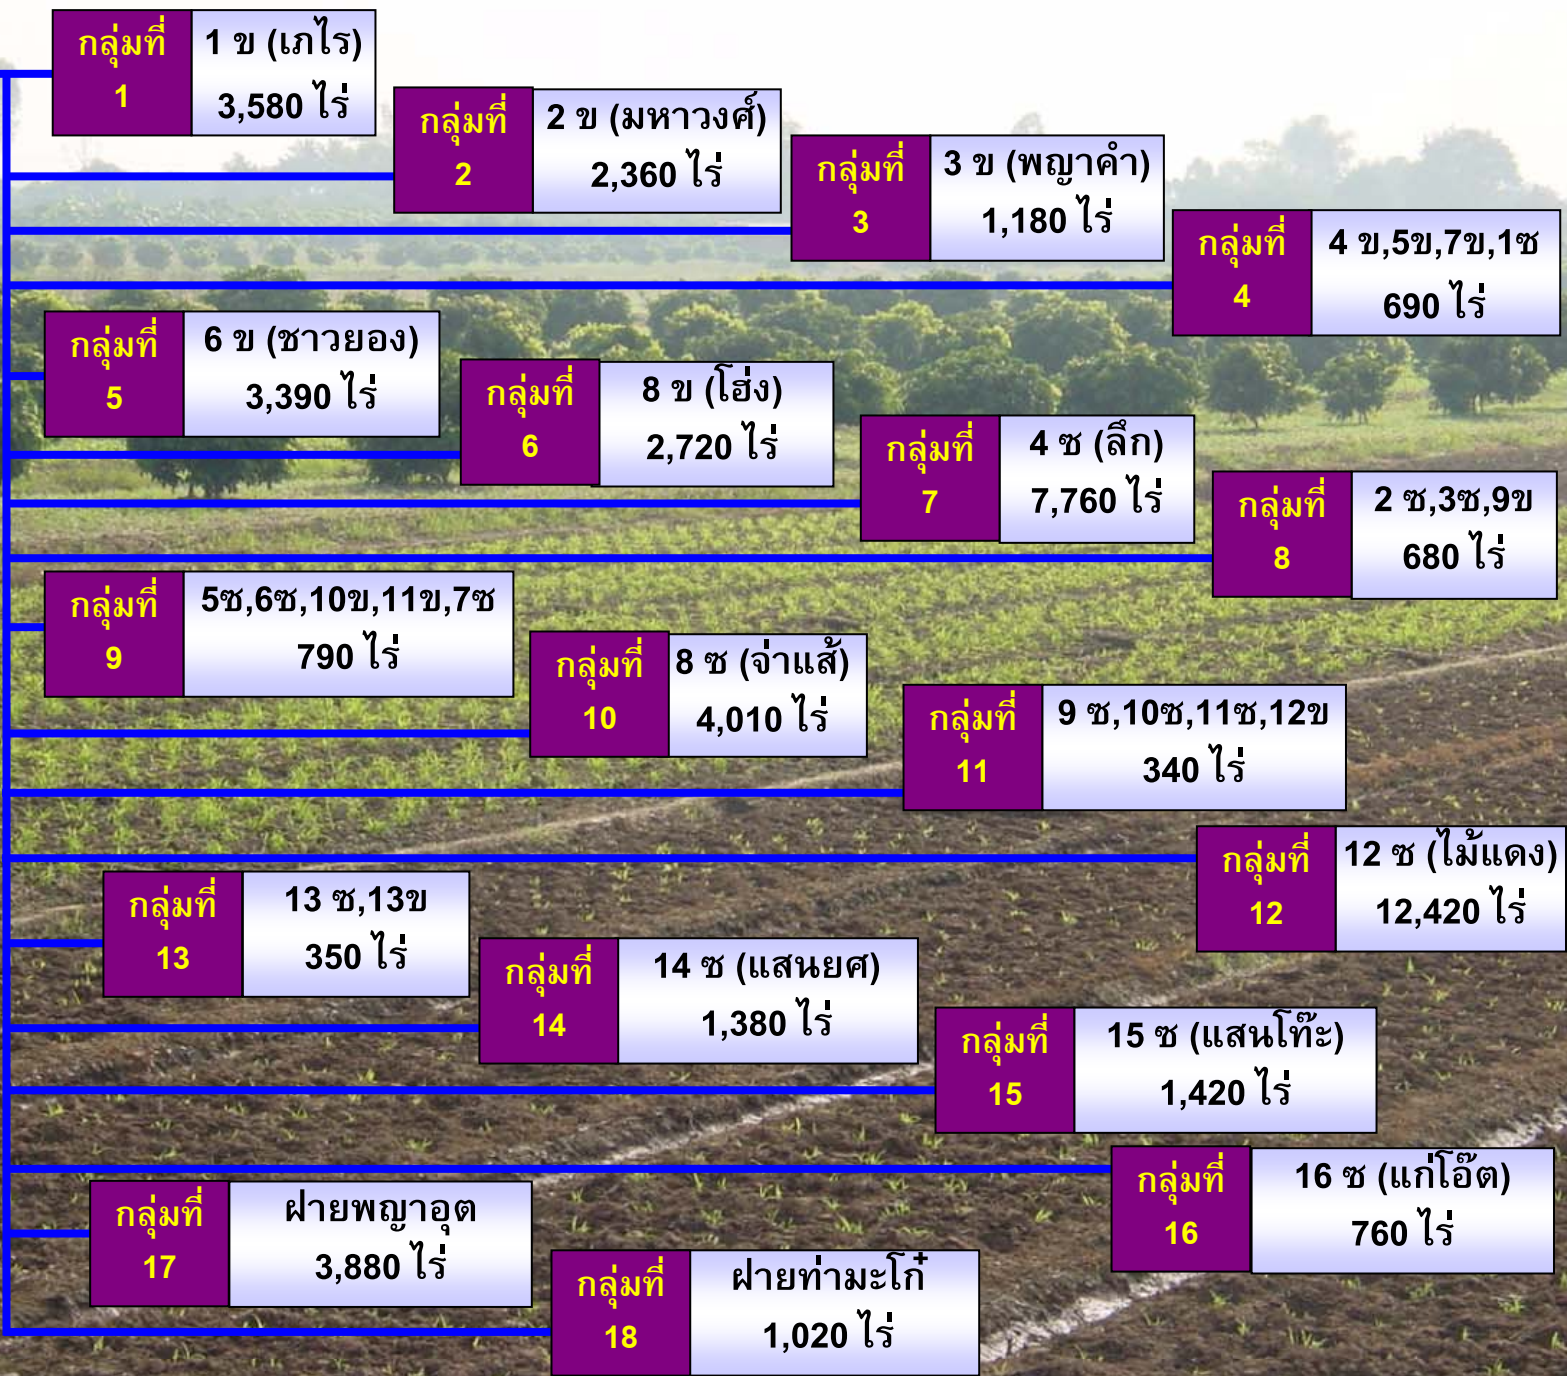 กลุ่มที่
1
1 ข (เภไร)
3,580 ไร่
กลุ่มที่
2
2 ข (มหาวงศ์)
2,360 ไร่
กลุ่มที่
3
3 ข (พญาคำ)
1,180 ไร่
กลุ่มที่
4
4 ข,5ข,7ข,1ซ
690 ไร่
กลุ่มที่
5
6 ข (ชาวยอง)
3,390 ไร่
กลุ่มที่
6
8 ข (โฮ่ง)
2,720 ไร่
กลุ่มที่
7
4 ซ (ลึก)
7,760 ไร่
กลุ่มที่
8
2 ซ,3ซ,9ข
680 ไร่
กลุ่มที่
9
5ซ,6ซ,10ข,11ข,7ซ
790 ไร่
กลุ่มที่
10
8 ซ (จ่าแส้)
4,010 ไร่
กลุ่มที่
11
9 ซ,10ซ,11ซ,12ข
340 ไร่
กลุ่มที่
12
12 ซ (ไม้แดง)
12,420 ไร่
กลุ่มที่
13
13 ซ,13ข
350 ไร่
กลุ่มที่
14
14 ซ (แสนยศ)
1,380 ไร่
กลุ่มที่
15
15 ซ (แสนโท๊ะ)
1,420 ไร่
กลุ่มที่
16
16 ซ (แก่โอ๊ต)
760 ไร่
กลุ่มที่
17
ฝายพญาอุต
3,880 ไร่
กลุ่มที่
18
ฝายท่ามะโก๋
1,020 ไร่